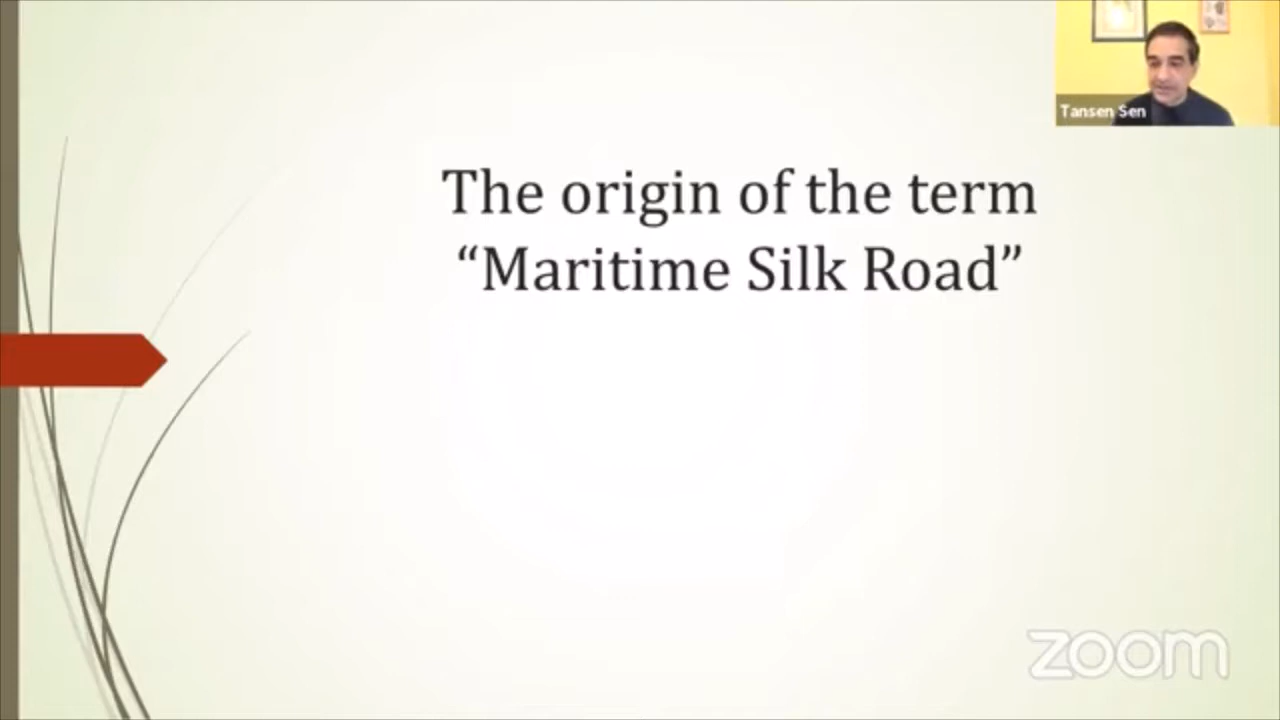 Tansen Sen
The origin of the term
“Maritime Silk Road”
zoom